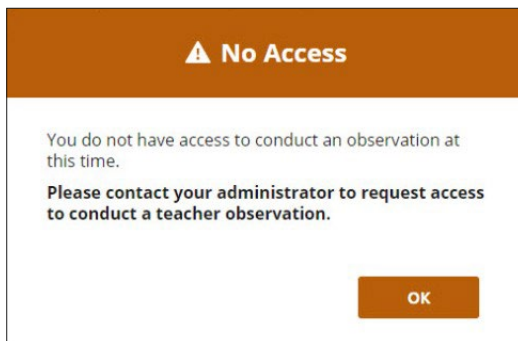 No Access
You do not have access to conduct an observation at
this time.
Please contact your administrator to request access
to conduct a teacher observation.
OK